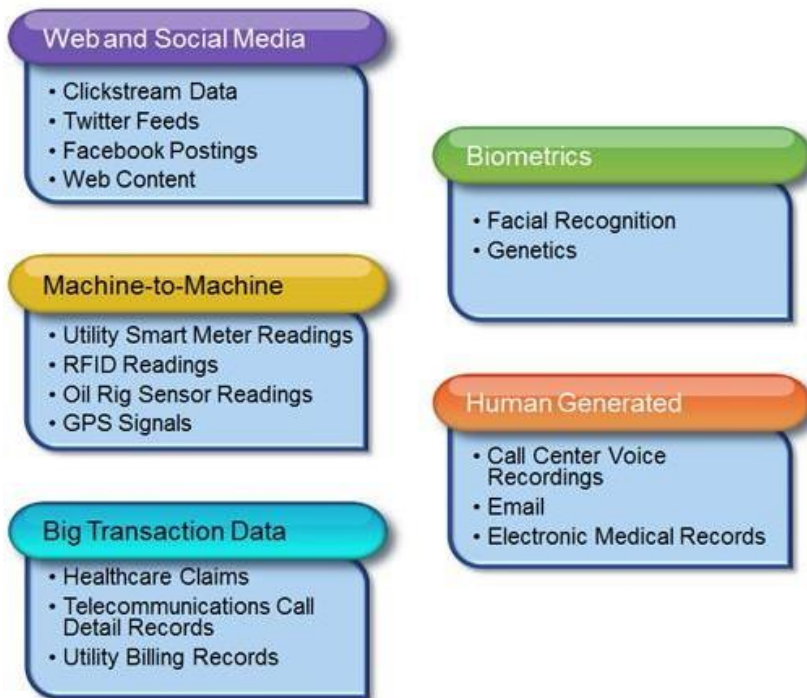 Web and Social Media
• Clickstream Data
• Twitter Feeds
• Facebook Postings
• Web Content
Machine-to-Machine
• Utility Smart Meter Readings
• RFID Readings
• Oil Rig Sensor Readings
• GPS Signals
Big Transaction Data
• Healthcare Claims
• Telecommunications Call
Detail Records
• Utility Billing Records
Biometrics
• Facial Recognition
• Genetics
Human Generated
• Call Center Voice
Recordings
• Email
• Electronic Medical Records